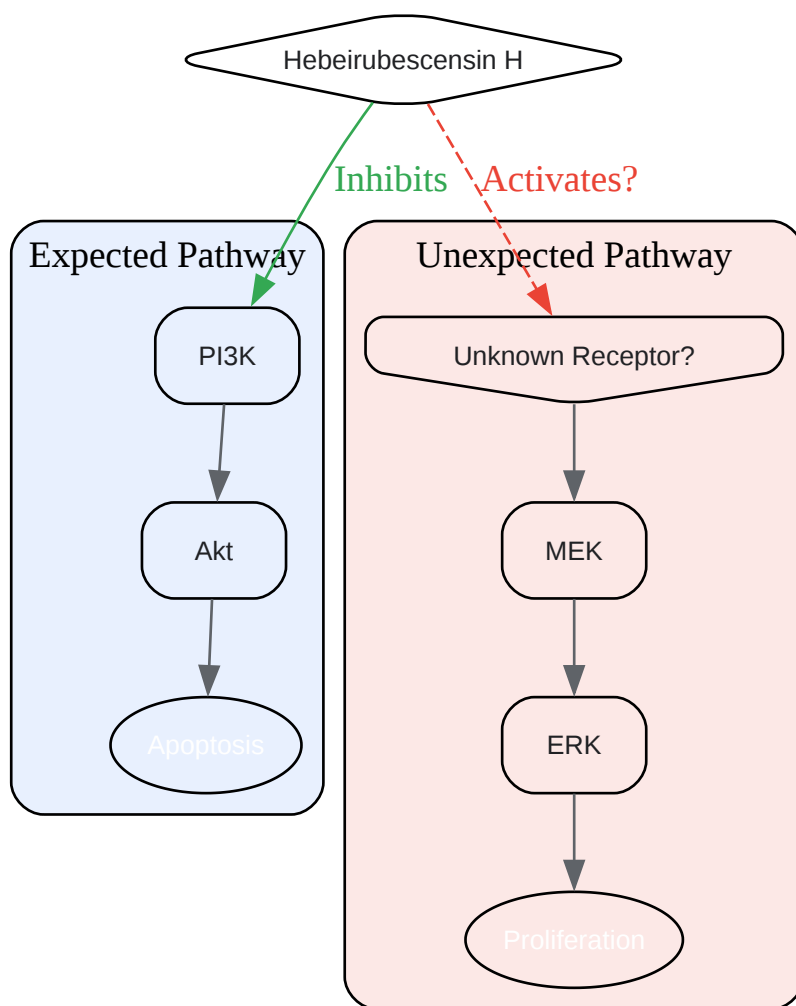 Hebeirubescensin H
Inhibits
Activates?
Expected Pathway
Unexpected Pathway
PI3K
Unknown Receptor?
Akt
MEK
Apoptosis
ERK
Proliferation